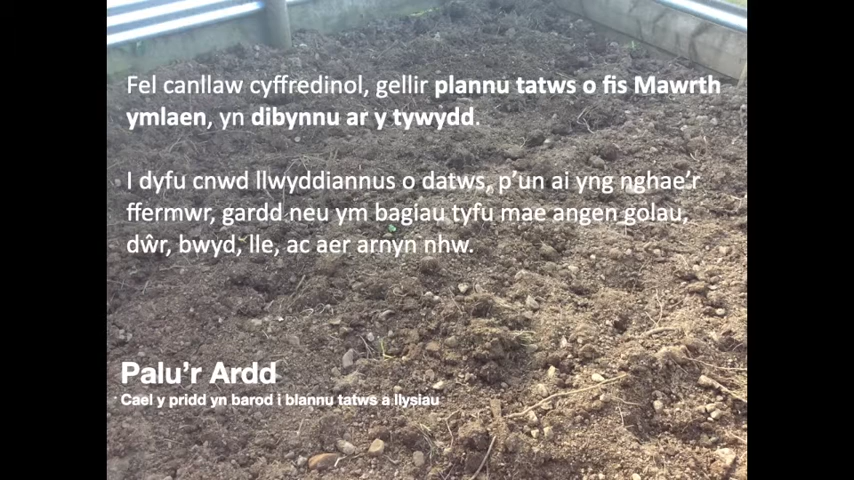 Fel canllaw cyffredinol, gellir plannu tatws o fis Mawrth
ymlaen, yn dibynnu ar y tywydd.
I dyfu cnwd llwyddiannus o datws, p’un ai yng nghae’r
ffermwr, gardd neu ym bagiau tyfu mae angen golau,
dŵr, bwyd, lle, ac aer arnyn nhw.
Palu’r Ardd
Cael y pridd yn barod i blannu tatws a llysiau